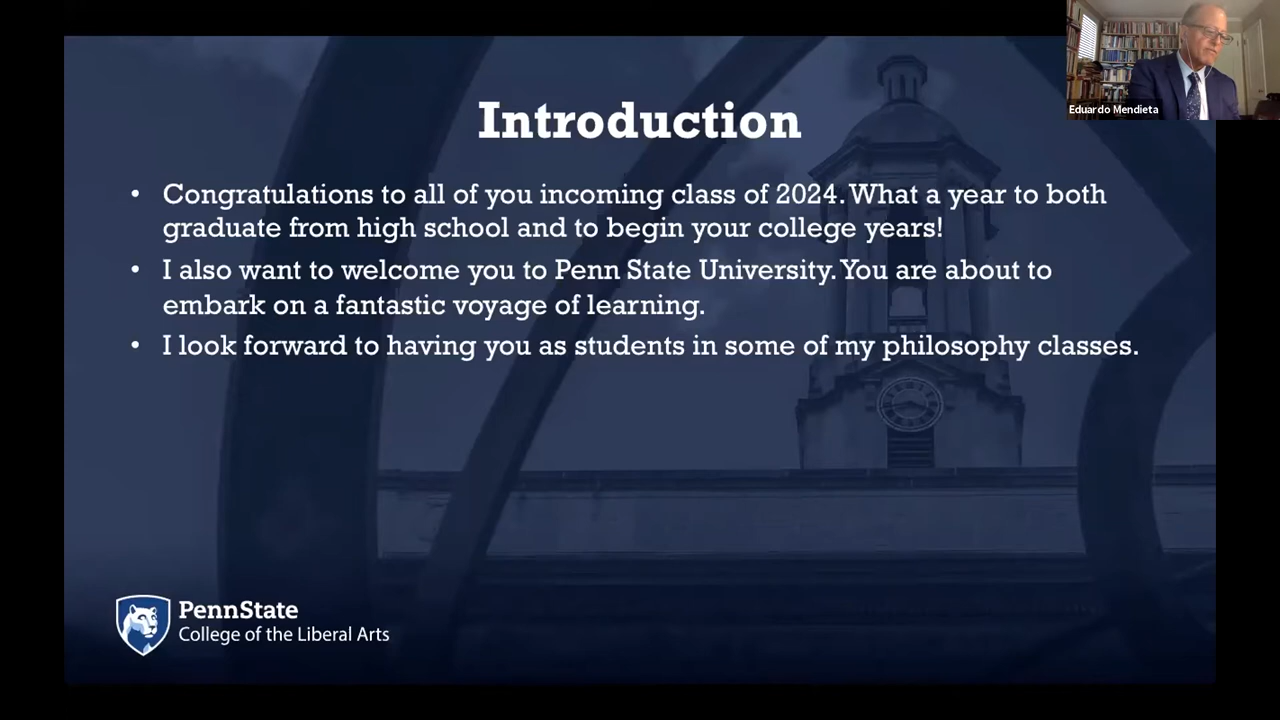 Eduardo Mendieta
Introduction
• Congratulations to all of you incoming class of 2024. What a year to both
graduate from high school and to begin your college years!
• I also want to welcome you to Penn State University. You are about to
embark on a fantastic voyage of learning.
• I look forward to having you as students in some of my philosophy classes.
PennState
College of the Liberal Arts